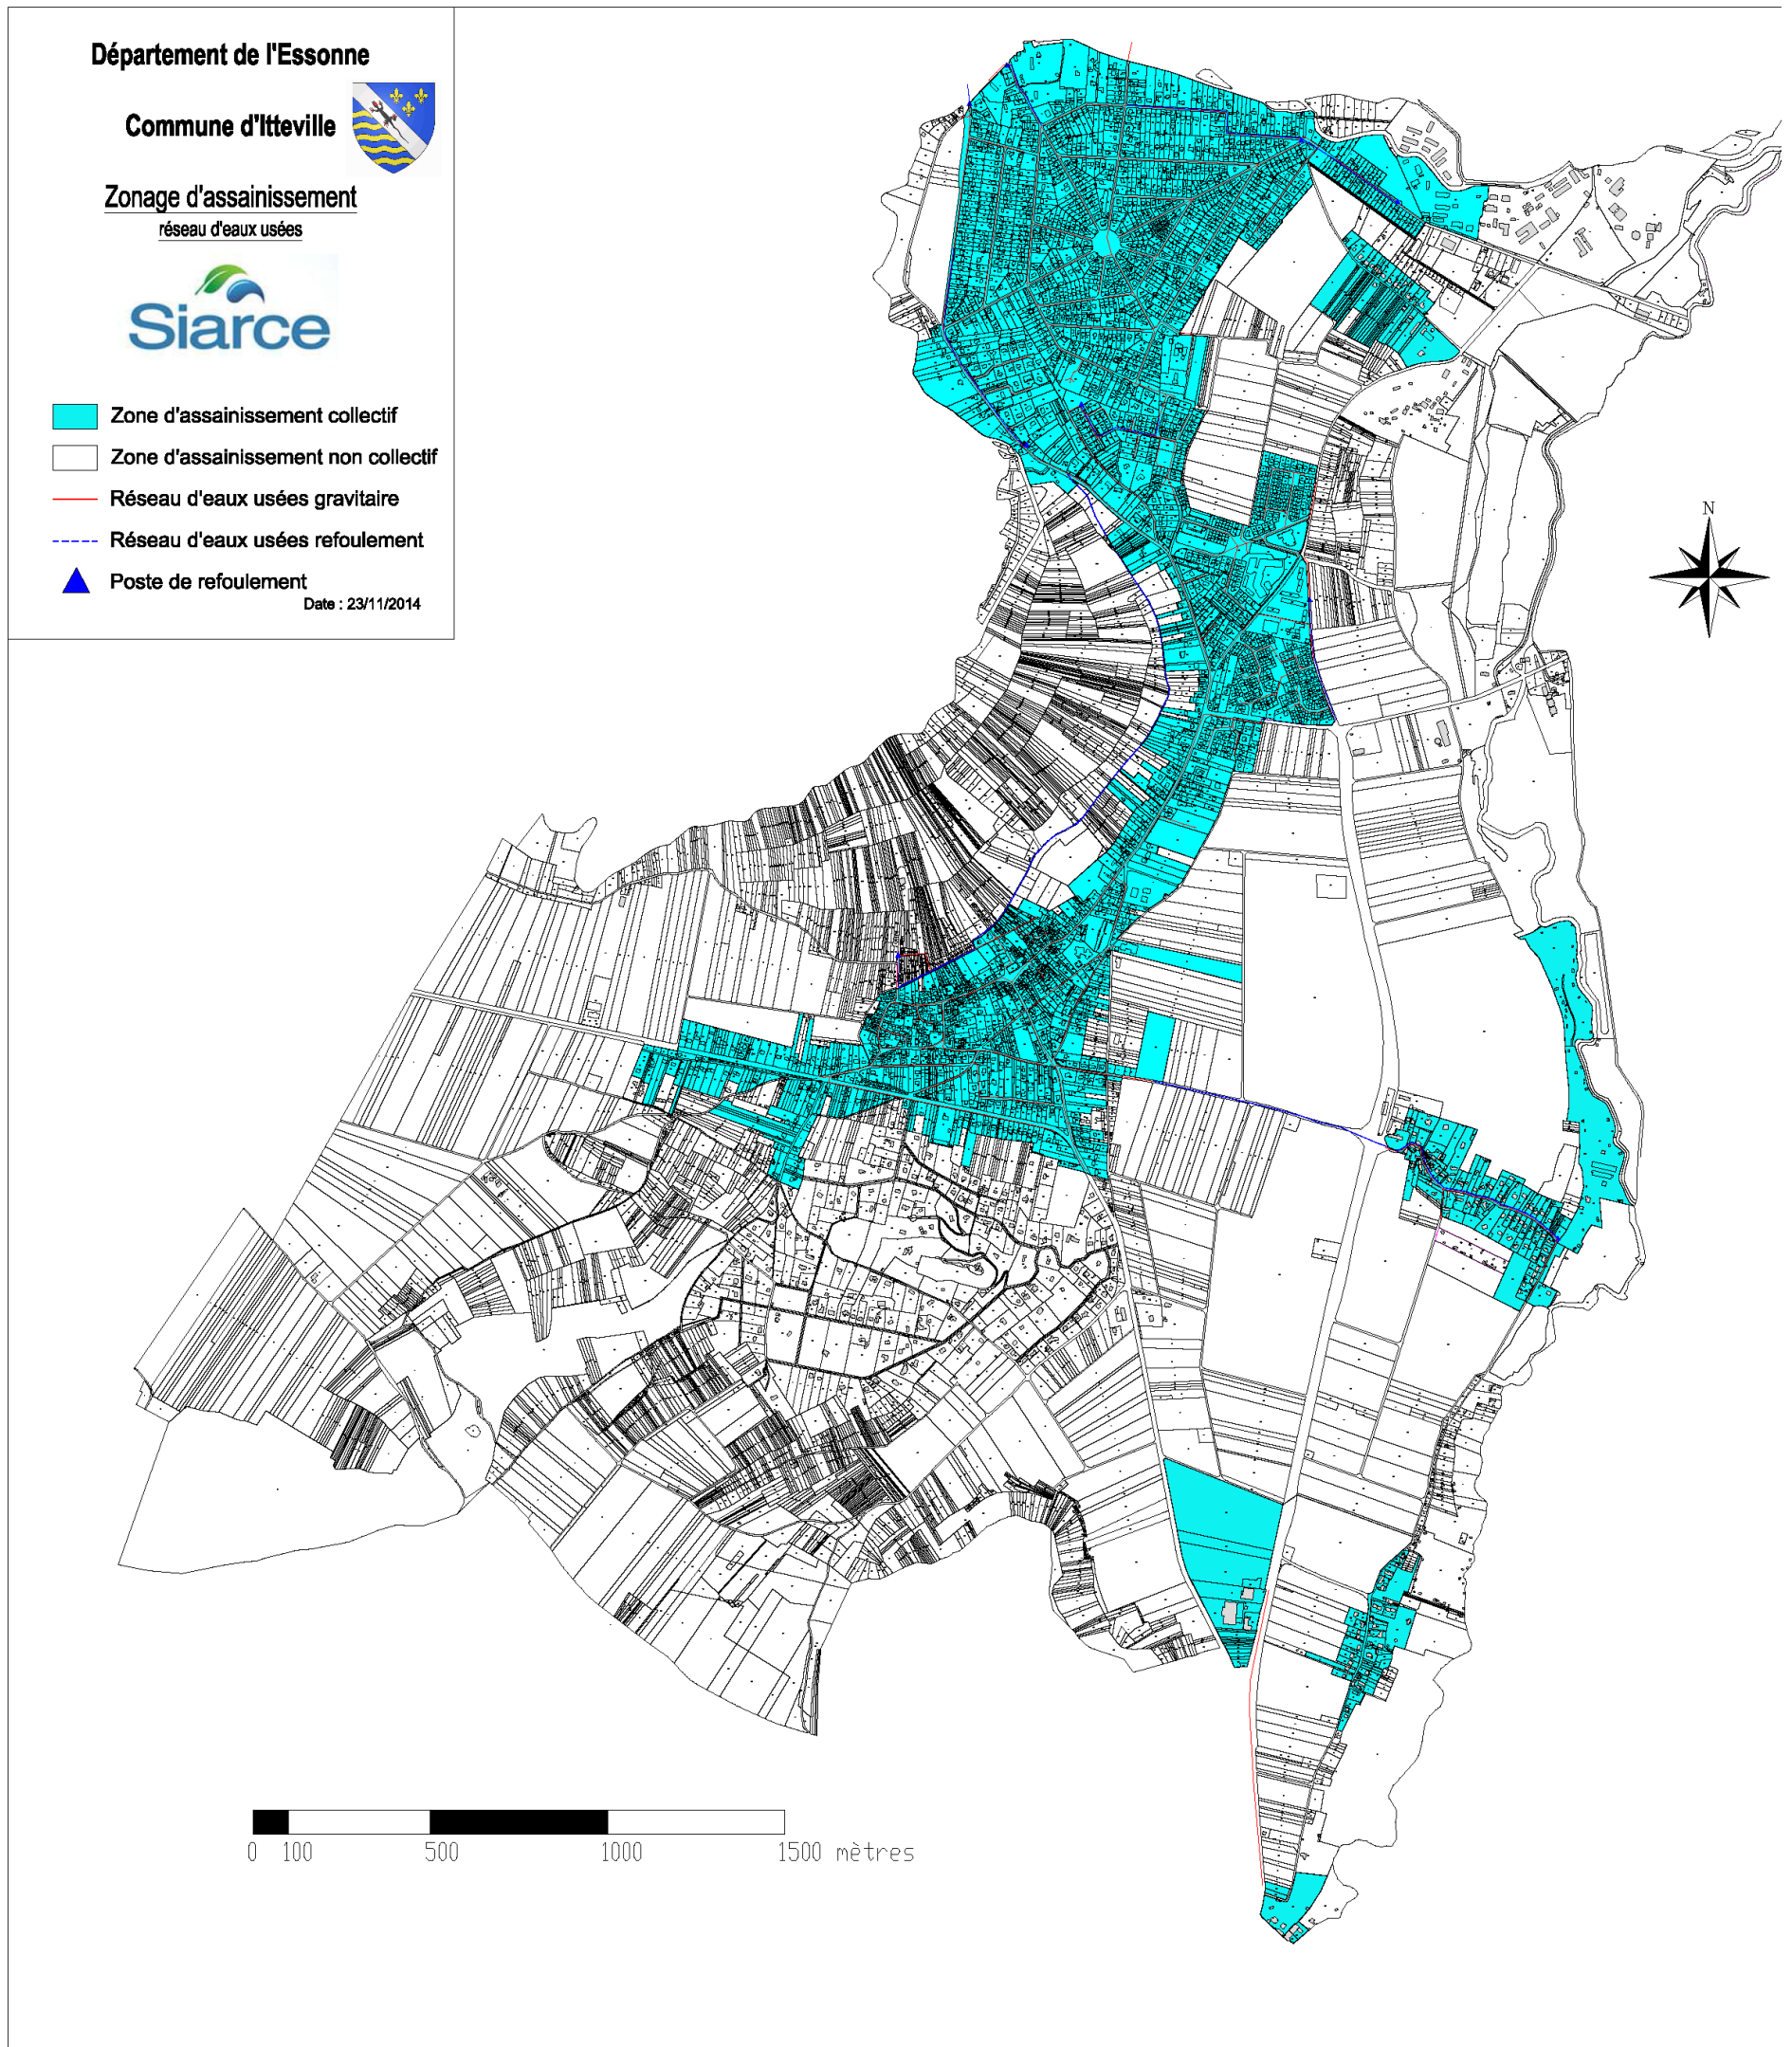 Département de l'Essonne
Commune d'Itteville
Zonage d'assainissement
réseau d'eaux usées
Siarce
Zone d'assainissement collectif
Zone d'assainissement non collectif
Réseau d'eaux usées gravitaire
Réseau d'eaux usées refoulement
Poste de refoulement
Date : 23/11/2014
N
0 100 500 1000 1500 mètres